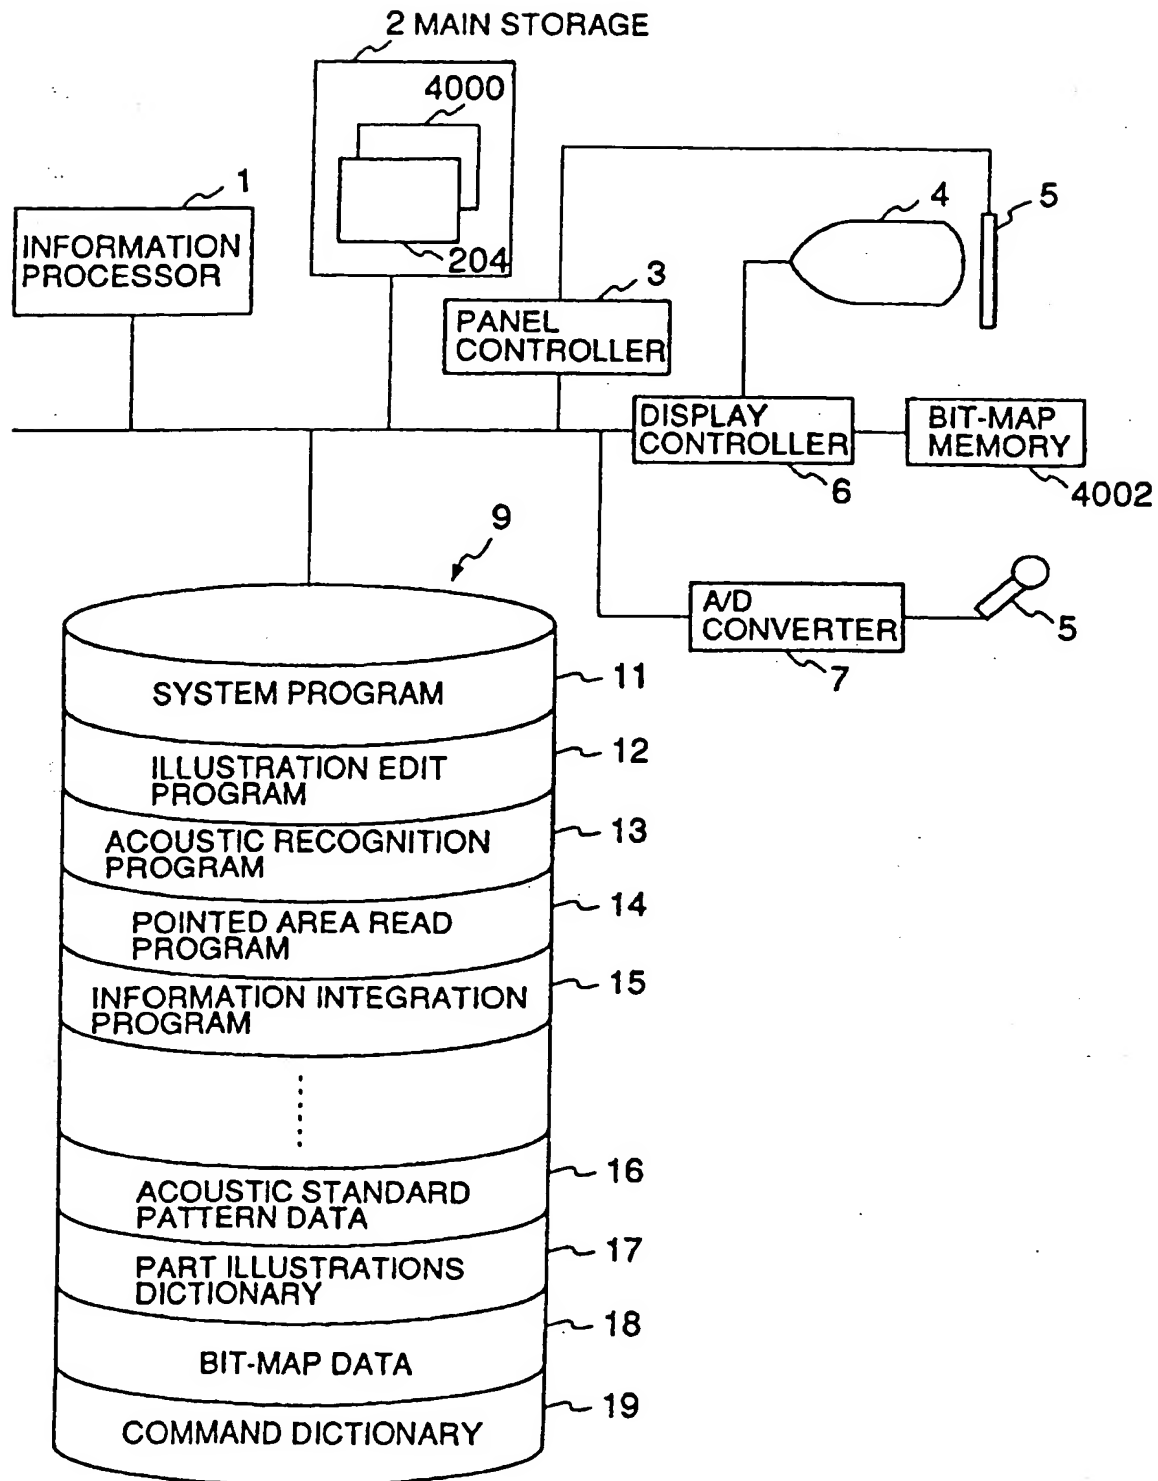 2 MAIN STORAGE
4000
204
1
INFORMATION
PROCESSOR
3
PANEL
CONTROLLER
4
5
DISPLAY
CONTROLLER
6
BIT-MAP
MEMORY
4002
9
A/D
CONVERTER
7
5
SYSTEM PROGRAM
11
ILLUSTRATION EDIT
PROGRAM
12
ACOUSTIC RECOGNITION
PROGRAM
13
POINTED AREA READ
PROGRAM
14
INFORMATION INTEGRATION
PROGRAM
15
ACOUSTIC STANDARD
PATTERN DATA
16
PART ILLUSTRATIONS
DICTIONARY
17
BIT-MAP DATA
18
COMMAND DICTIONARY
19